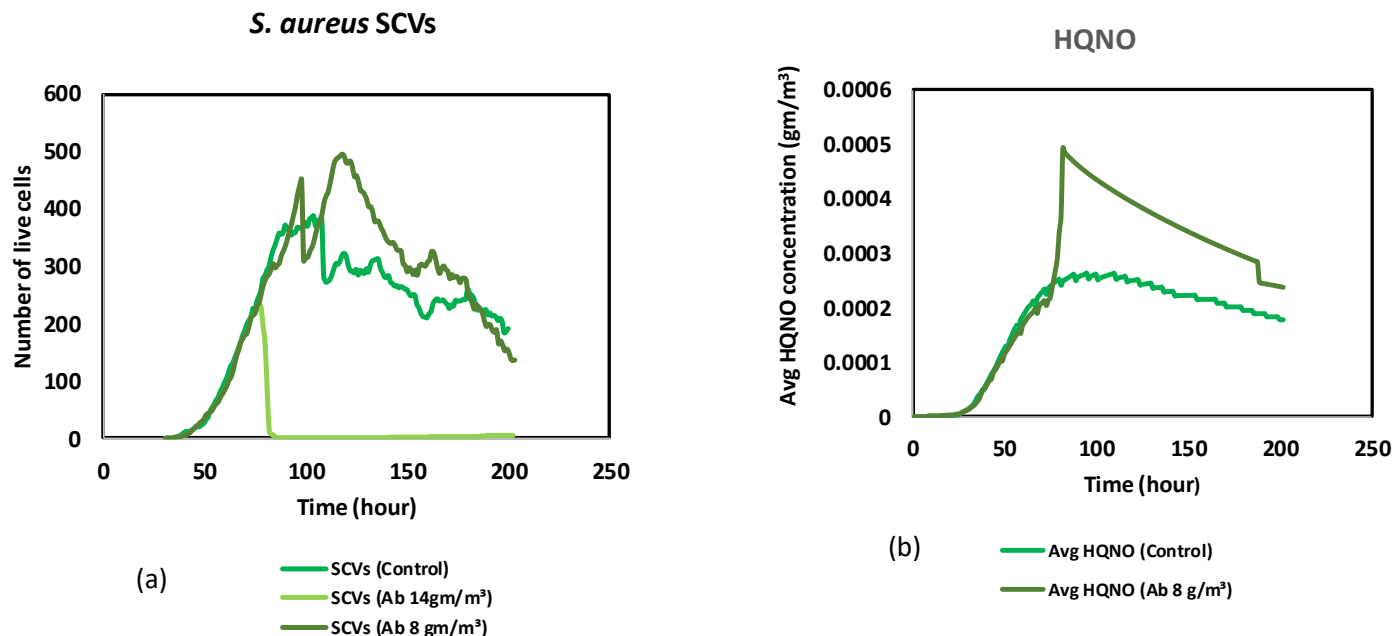 S. aureus SCVs
Number of live cells
600
500
400
300
200
100
0
0 50 100 150 200 250
Time (hour)
(a)
SCVs (Control)
SCVs (Ab 14gm/m³)
SCVs (Ab 8 gm/m³)
HQNO
Avg HQNO concentration (gm/m³)
0.0006
0.0005
0.0004
0.0003
0.0002
0.0001
0
0 50 100 150 200 250
Time (hour)
(b)
Avg HQNO (Control)
Avg HQNO (Ab 8 g/m³)